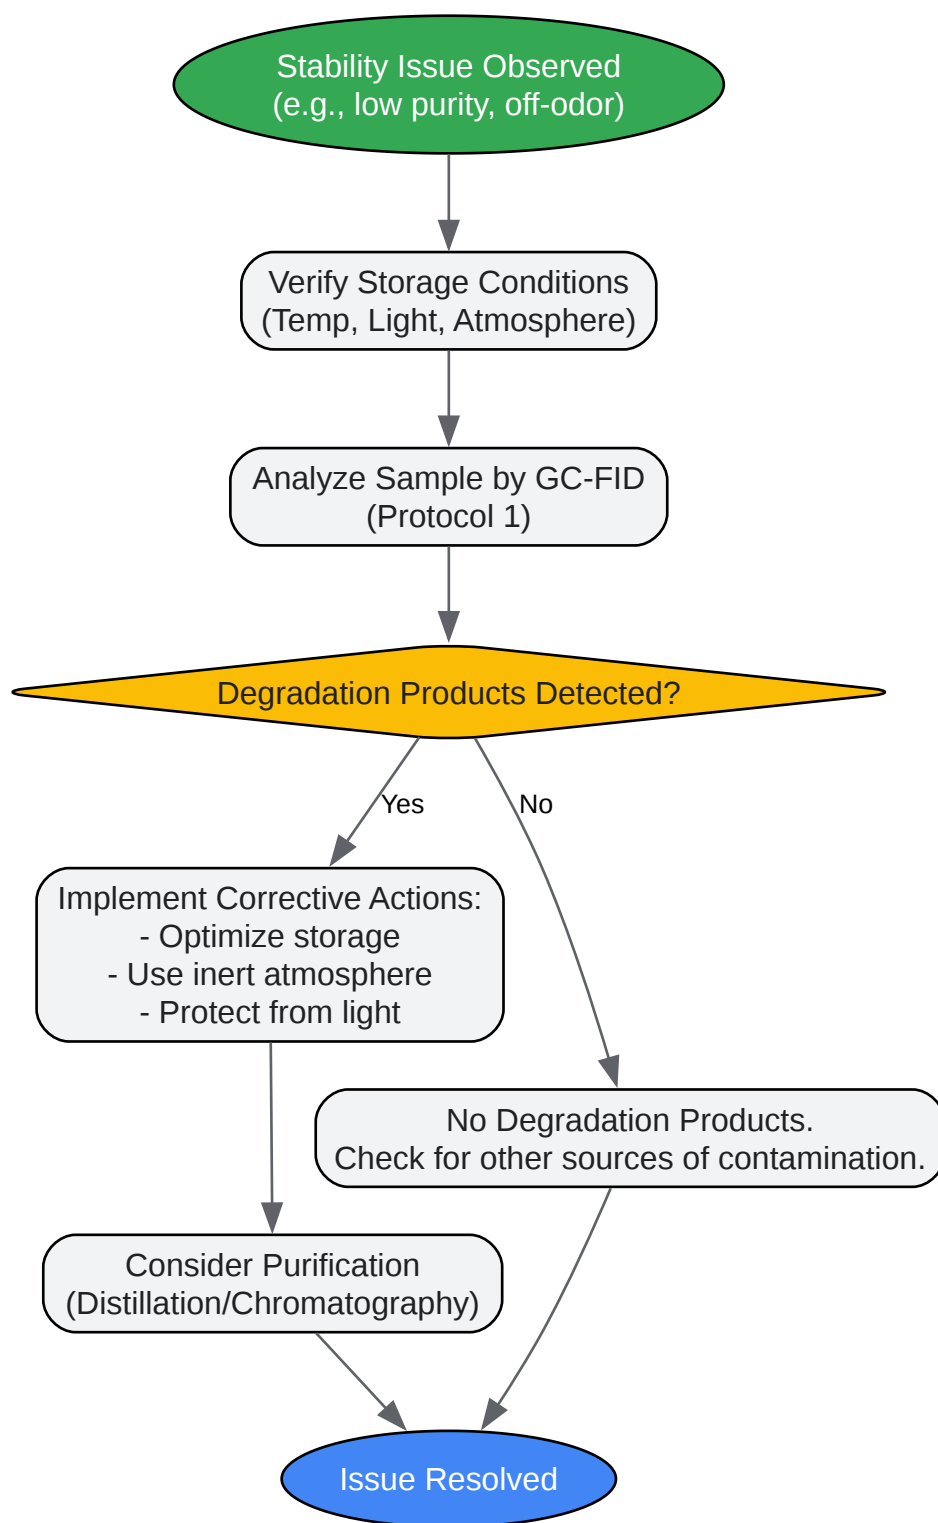 Stability Issue Observed
(e.g., low purity, off-odor)
Verify Storage Conditions
(Temp, Light, Atmosphere)
Analyze Sample by GC-FID
(Protocol 1)
Degradation Products Detected?
Yes
No
Implement Corrective Actions:
- Optimize storage
- Use inert atmosphere
- Protect from light
No Degradation Products.
Check for other sources of contamination.
Consider Purification
(Distillation/Chromatography)
Issue Resolved